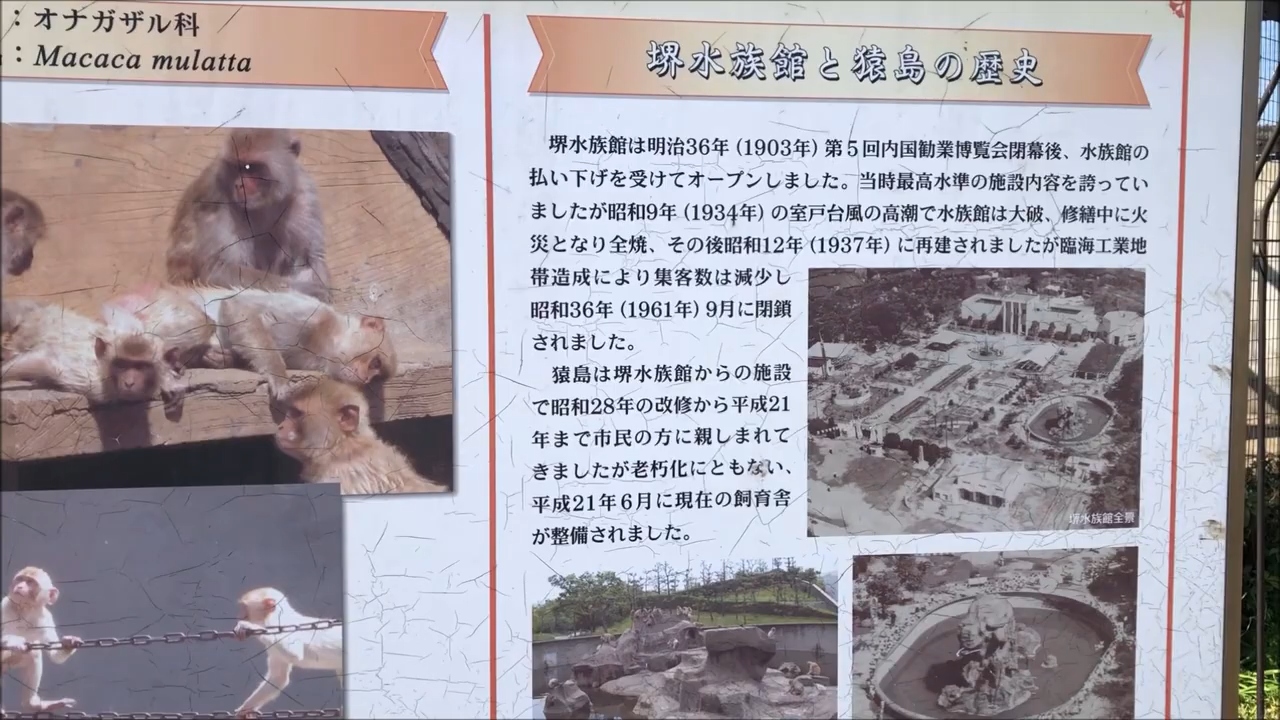 ：オナガザル科
：Macaca mulatta
堺水族館と猿島の歴史
堺水族館は明治36年(1903年)第５回内国勧業博覧会閉幕後、水族館の
払い下げを受けてオープンしました。当時最高水準の施設内容を誇ってい
ましたが昭和9年(1934年)の室戸台風の高潮で水族館は大破、修繕中に火
災となり全焼、その後昭和12年(1937年)に再建されましたが臨海工業地
帯造成により集客数は減少し
昭和36年(1961年)9月に閉鎖
されました。
猿島は堺水族館からの施設
で昭和28年の改修から平成21
年まで市民の方に親しまれて
きましたが老朽化にともない、
平成21年６月に現在の飼育舎
が整備されました。
堺水族館全景